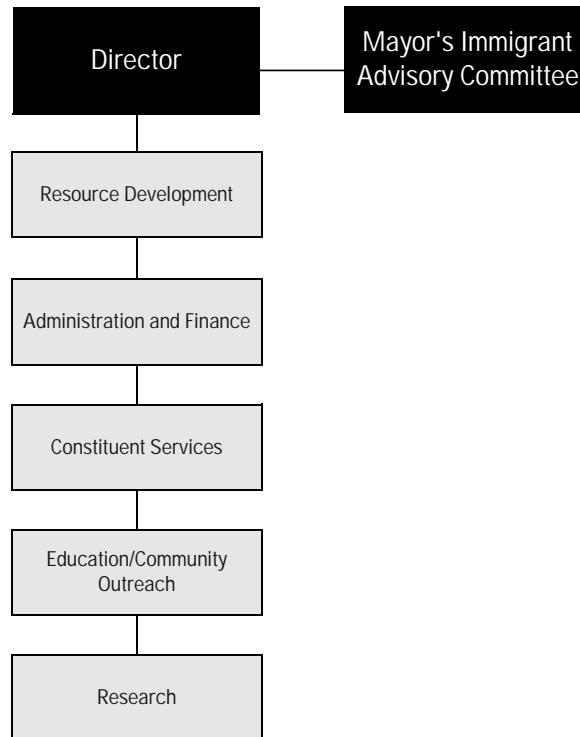 Director
Mayor's Immigrant
Advisory Committee
Resource Development
Administration and Finance
Constituent Services
Education/Community
Outreach
Research